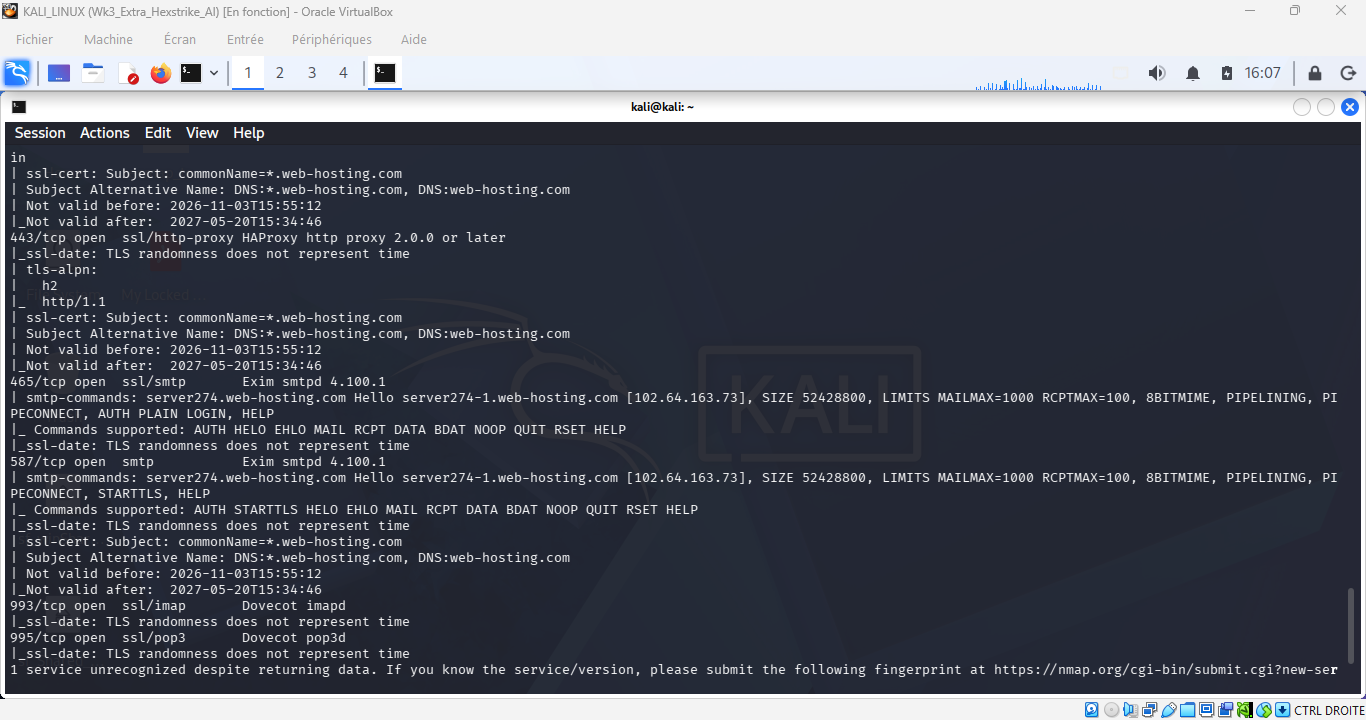 KALI_LINUX (Wk3_Extra_Hexstrike_AI) [En fonction] - Oracle VirtualBox
Fichier Machine Écran Entrée Périphériques Aide
1 2 3 4 16:07
kali@kali: ~
Session Actions Edit View Help
in
| ssl-cert: Subject: commonName=*.web-hosting.com
| Subject Alternative Name: DNS:*.web-hosting.com, DNS:web-hosting.com
| Not valid before: 2026-11-03T15:55:12
|_Not valid after:  2027-05-20T15:34:46
443/tcp open  ssl/http-proxy HAProxy http proxy 2.0.0 or later
|_ssl-date: TLS randomness does not represent time
| tls-alpn:
|   h2
|_  http/1.1
| ssl-cert: Subject: commonName=*.web-hosting.com
| Subject Alternative Name: DNS:*.web-hosting.com, DNS:web-hosting.com
| Not valid before: 2026-11-03T15:55:12
|_Not valid after:  2027-05-20T15:34:46
465/tcp open  ssl/smtp       Exim smtpd 4.100.1
| smtp-commands: server274.web-hosting.com Hello server274-1.web-hosting.com [102.64.163.73], SIZE 52428800, LIMITS MAILMAX=1000 RCPTMAX=100, 8BITMIME, PIPELINING, PI
PECONNECT, AUTH PLAIN LOGIN, HELP
|_ Commands supported: AUTH HELO EHLO MAIL RCPT DATA BDAT NOOP QUIT RSET HELP
|_ssl-date: TLS randomness does not represent time
587/tcp open  smtp           Exim smtpd 4.100.1
| smtp-commands: server274.web-hosting.com Hello server274-1.web-hosting.com [102.64.163.73], SIZE 52428800, LIMITS MAILMAX=1000 RCPTMAX=100, 8BITMIME, PIPELINING, PI
PECONNECT, STARTTLS, HELP
|_ Commands supported: AUTH STARTTLS HELO EHLO MAIL RCPT DATA BDAT NOOP QUIT RSET HELP
|_ssl-date: TLS randomness does not represent time
| ssl-cert: Subject: commonName=*.web-hosting.com
| Subject Alternative Name: DNS:*.web-hosting.com, DNS:web-hosting.com
| Not valid before: 2026-11-03T15:55:12
|_Not valid after:  2027-05-20T15:34:46
993/tcp open  ssl/imap       Dovecot imapd
|_ssl-date: TLS randomness does not represent time
995/tcp open  ssl/pop3       Dovecot pop3d
|_ssl-date: TLS randomness does not represent time
1 service unrecognized despite returning data. If you know the service/version, please submit the following fingerprint at https://nmap.org/cgi-bin/submit.cgi?new-ser
KALI
CTRL DROITE